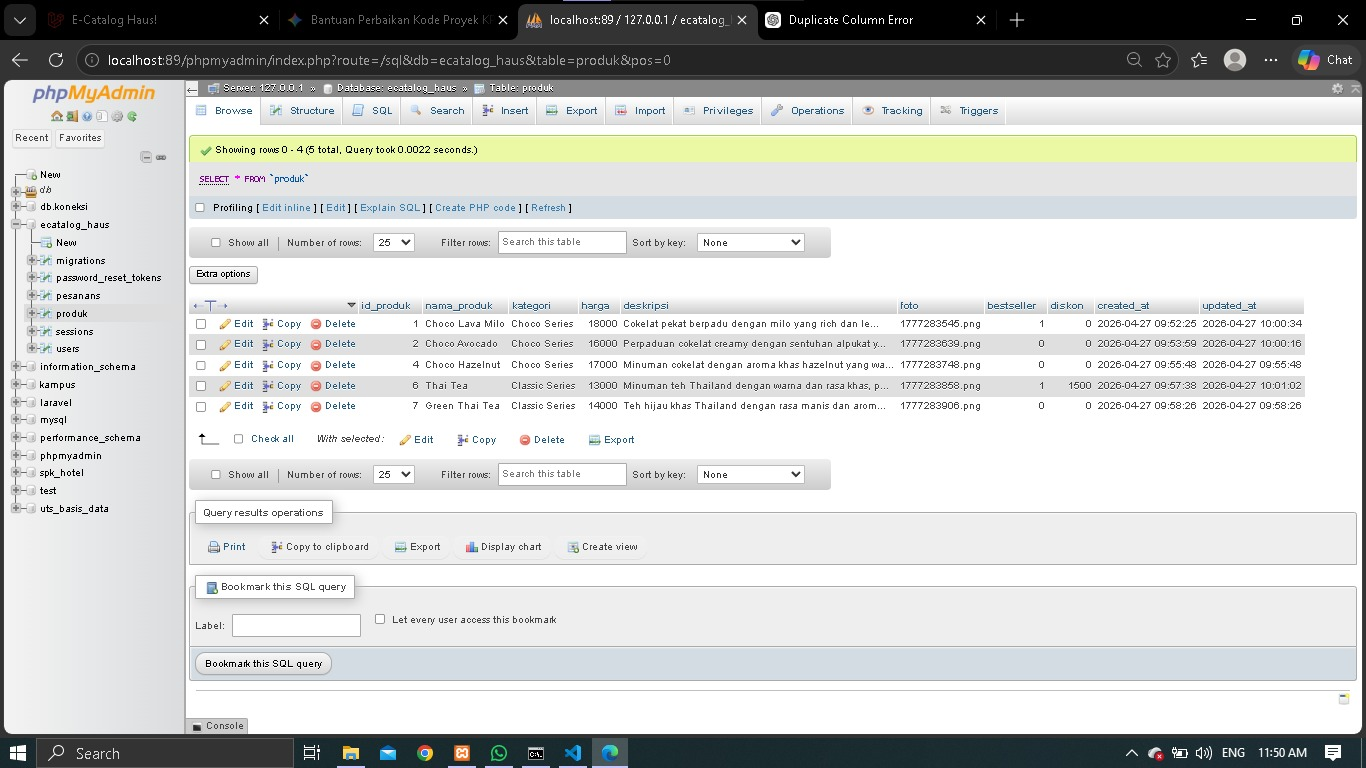 E-Catalog Haus!
Bantuan Perbaikan Kode Proyek K
localhost:89 / 127.0.0.1 / ecatalog_
Duplicate Column Error
localhost:89/phpmyadmin/index.php?route=/sql&db=ecatalog_haus&table=produk&pos=0
Chat
phpMyAdmin
Recent
Favorites
New
db
db.koneksi
ecatalog_haus
New
migrations
password_reset_tokens
pesanans
produk
sessions
users
information_schema
kampus
laravel
mysql
performance_schema
phpmyadmin
spk_hotel
test
uts_basis_data
Server: 127.0.0.1 » Database: ecatalog_haus » Table: produk
Browse Structure SQL Search Insert Export Import Privileges Operations Tracking Triggers
Showing rows 0 - 4 (5 total, Query took 0.0022 seconds.)
SELECT * FROM `produk`
Profiling [ Edit inline ] [ Edit ] [ Explain SQL ] [ Create PHP code ] [ Refresh ]
Show all Number of rows: 25 Filter rows: Search this table Sort by key: None
Extra options
id_produk nama_produk kategori harga deskripsi foto bestseller diskon created_at updated_at
Edit Copy Delete 1 Choco Lava Milo Choco Series 18000 Cokelat pekat berpadu dengan milo yang rich dan le... 1777283545.png 1 0 2026-04-27 09:52:25 2026-04-27 10:00:34
Edit Copy Delete 2 Choco Avocado Choco Series 16000 Perpaduan cokelat creamy dengan sentuhan alpukat y... 1777283639.png 0 0 2026-04-27 09:53:59 2026-04-27 10:00:16
Edit Copy Delete 4 Choco Hazelnut Choco Series 17000 Minuman cokelat dengan aroma khas hazelnut yang wa... 1777283748.png 0 0 2026-04-27 09:55:48 2026-04-27 09:55:48
Edit Copy Delete 6 Thai Tea Classic Series 13000 Minuman teh Thailand dengan warna dan rasa khas, p... 1777283858.png 1 1500 2026-04-27 09:57:38 2026-04-27 10:01:02
Edit Copy Delete 7 Green Thai Tea Classic Series 14000 Teh hijau khas Thailand dengan rasa manis dan arom... 1777283906.png 0 0 2026-04-27 09:58:26 2026-04-27 09:58:26
Check all With selected: Edit Copy Delete Export
Show all Number of rows: 25 Filter rows: Search this table Sort by key: None
Query results operations
Print Copy to clipboard Export Display chart Create view
Bookmark this SQL query
Label: Let every user access this bookmark
Bookmark this SQL query
Console
Search
ENG 11:50 AM